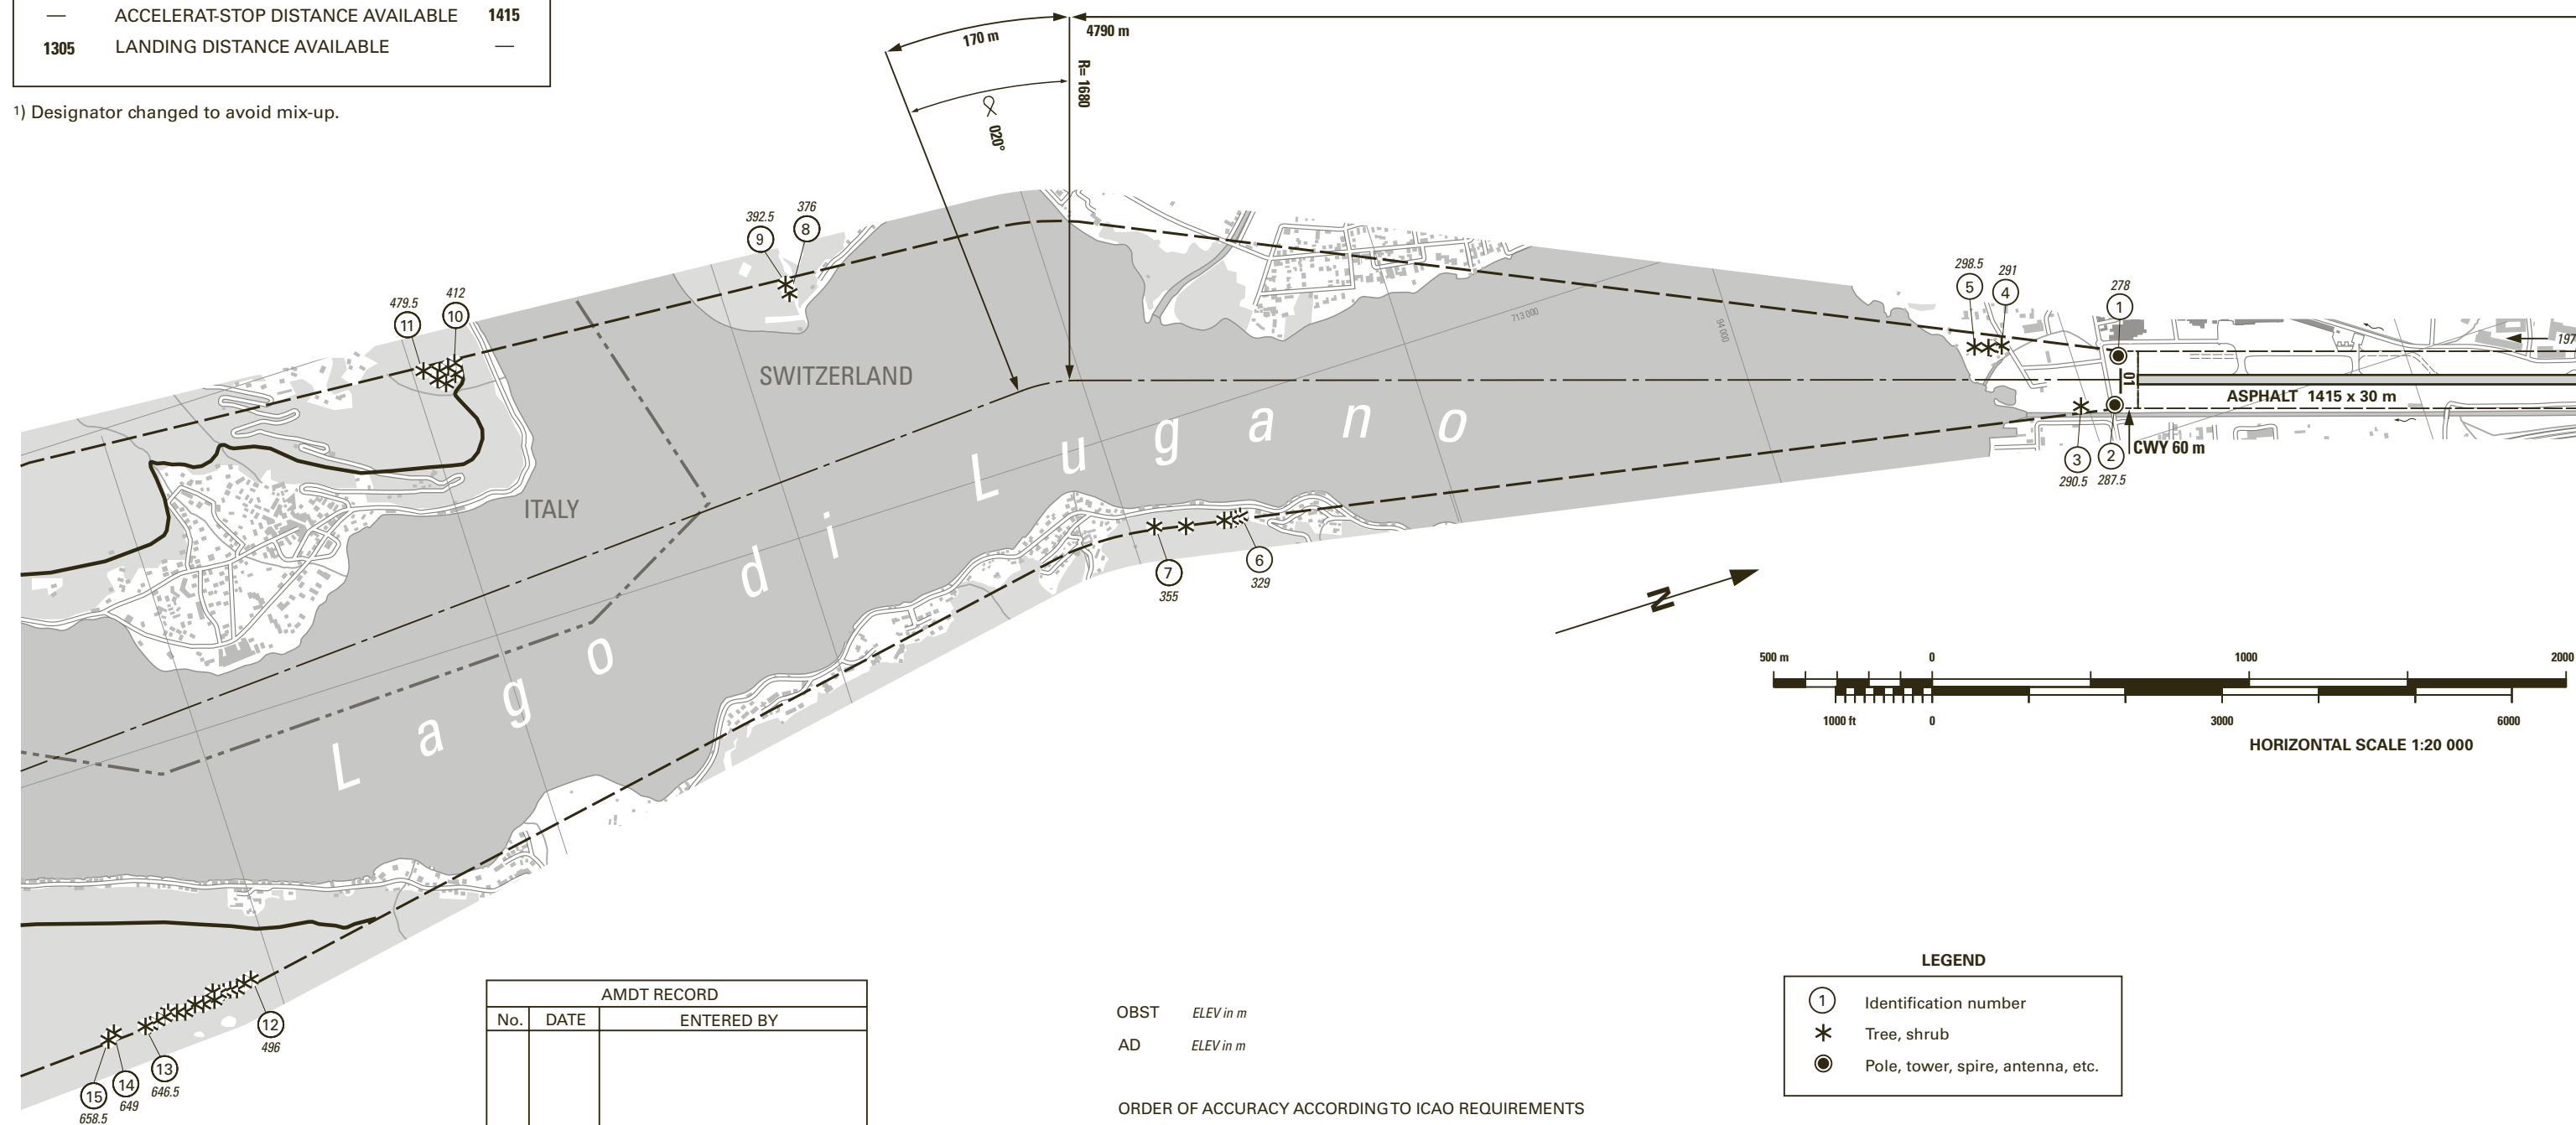 — ACCELERAT-STOP DISTANCE AVAILABLE 1415
1305 LANDING DISTANCE AVAILABLE —
1) Designator changed to avoid mix-up.
170 m
4790 m
R= 1680
020°
392.5
9
376
8
479.5
11
412
10
SWITZERLAND
ITALY
Lago di Lugano
713 000
94 000
298.5
5
291
4
278
1
197
01
ASPHALT 1415 x 30 m
CWY 60 m
3
290.5
2
287.5
7
355
6
329
N
500 m 0 1000 2000
1000 ft 0 3000 6000
HORIZONTAL SCALE 1:20 000
12
496
13
646.5
14
649
15
658.5
AMDT RECORD
No. DATE ENTERED BY
OBST ELEV in m
AD ELEV in m
ORDER OF ACCURACY ACCORDING TO ICAO REQUIREMENTS
LEGEND
1 Identification number
Tree, shrub
Pole, tower, spire, antenna, etc.